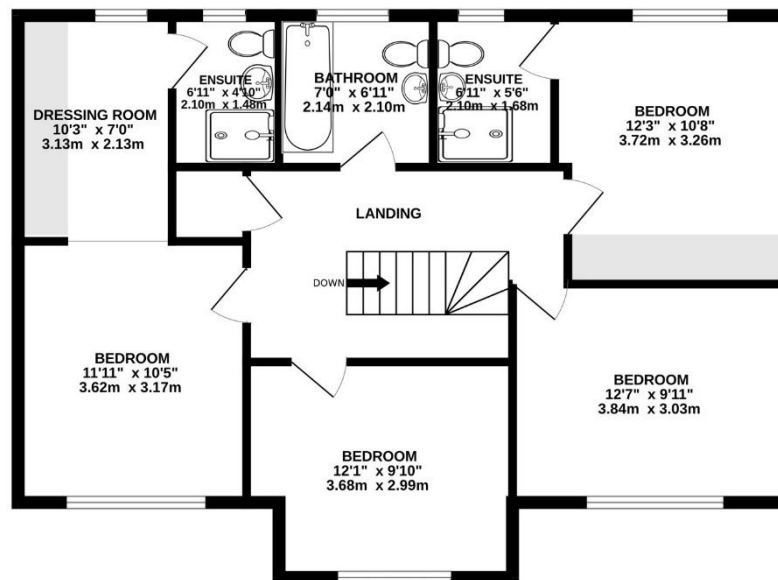 DRESSING ROOM
10'3" x 7'0"
3.13m x 2.13m
ENSUITE
6'11" x 4'10"
2.10m x 1.48m
BATHROOM
7'0" x 6'11"
2.14m x 2.10m
ENSUITE
6'11" x 5'6"
2.10m x 1.68m
BEDROOM
12'3" x 10'8"
3.72m x 3.26m
LANDING
DOWN
BEDROOM
11'11" x 10'5"
3.62m x 3.17m
BEDROOM
12'1" x 9'10"
3.68m x 2.99m
BEDROOM
12'7" x 9'11"
3.84m x 3.03m